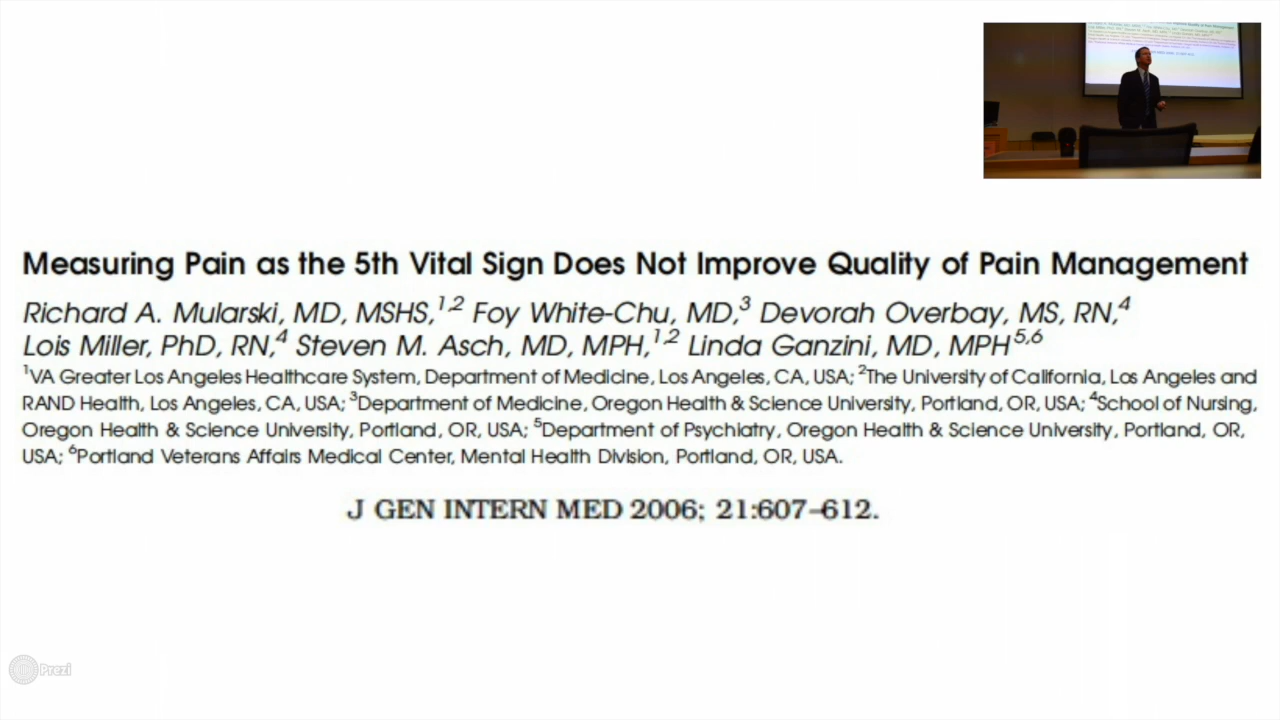 Measuring Pain as the 5th Vital Sign Does Not Improve Quality of Pain Management
Richard A. Mularski, MD, MSHS,1,2 Foy White-Chu, MD,3 Devorah Overbay, MS, RN,4
Lois Miller, PhD, RN,4 Steven M. Asch, MD, MPH,1,2 Linda Ganzini, MD, MPH5,6
1VA Greater Los Angeles Healthcare System, Department of Medicine, Los Angeles, CA, USA; 2The University of California, Los Angeles and
RAND Health, Los Angeles, CA, USA; 3Department of Medicine, Oregon Health & Science University, Portland, OR, USA; 4School of Nursing,
Oregon Health & Science University, Portland, OR, USA; 5Department of Psychiatry, Oregon Health & Science University, Portland, OR,
USA; 6Portland Veterans Affairs Medical Center, Mental Health Division, Portland, OR, USA.
J GEN INTERN MED 2006; 21:607–612.
Prezi